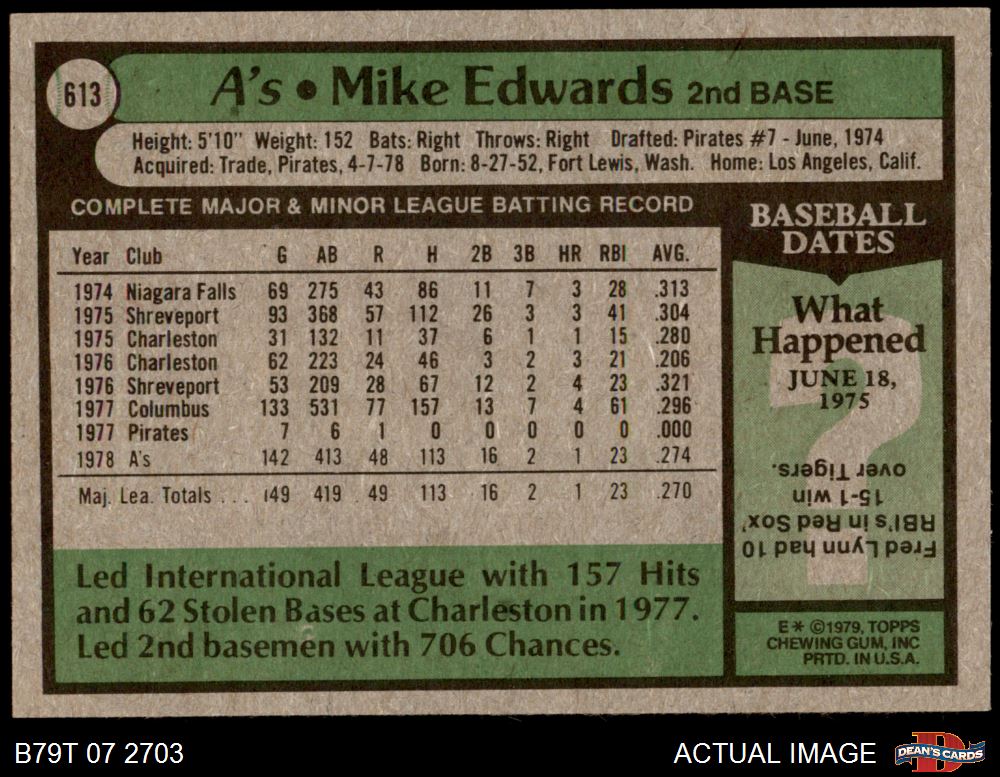 613
A's • Mike Edwards 2nd BASE
Height: 5'10" Weight: 152 Bats: Right Throws: Right Drafted: Pirates #7 - June, 1974
Acquired: Trade, Pirates, 4-7-78 Born: 8-27-52, Fort Lewis, Wash. Home: Los Angeles, Calif.
COMPLETE MAJOR & MINOR LEAGUE BATTING RECORD
Year Club G AB R H 2B 3B HR RBI AVG.
1974 Niagara Falls 69 275 43 86 11 7 3 28 .313
1975 Shreveport 93 368 57 112 26 3 3 41 .304
1975 Charleston 31 132 11 37 6 1 1 15 .280
1976 Charleston 62 223 24 46 3 2 3 21 .206
1976 Shreveport 53 209 28 67 12 2 4 23 .321
1977 Columbus 133 531 77 157 13 7 4 61 .296
1977 Pirates 7 6 1 0 0 0 0 0 .000
1978 A's 142 413 48 113 16 2 1 23 .274
Maj. Lea. Totals . . . 149 419 49 113 16 2 1 23 .270
Led International League with 157 Hits
and 62 Stolen Bases at Charleston in 1977.
Led 2nd basemen with 706 Chances.
BASEBALL
DATES
What
Happened
JUNE 18,
1975
?
Fred Lynn had 10
RBI's in Red Sox'
15-1 win
over Tigers.
E* ©1979, TOPPS
CHEWING GUM, INC
PRTD. IN U.S.A.
B79T 07 2703
ACTUAL IMAGE
D
DEAN'S CARDS